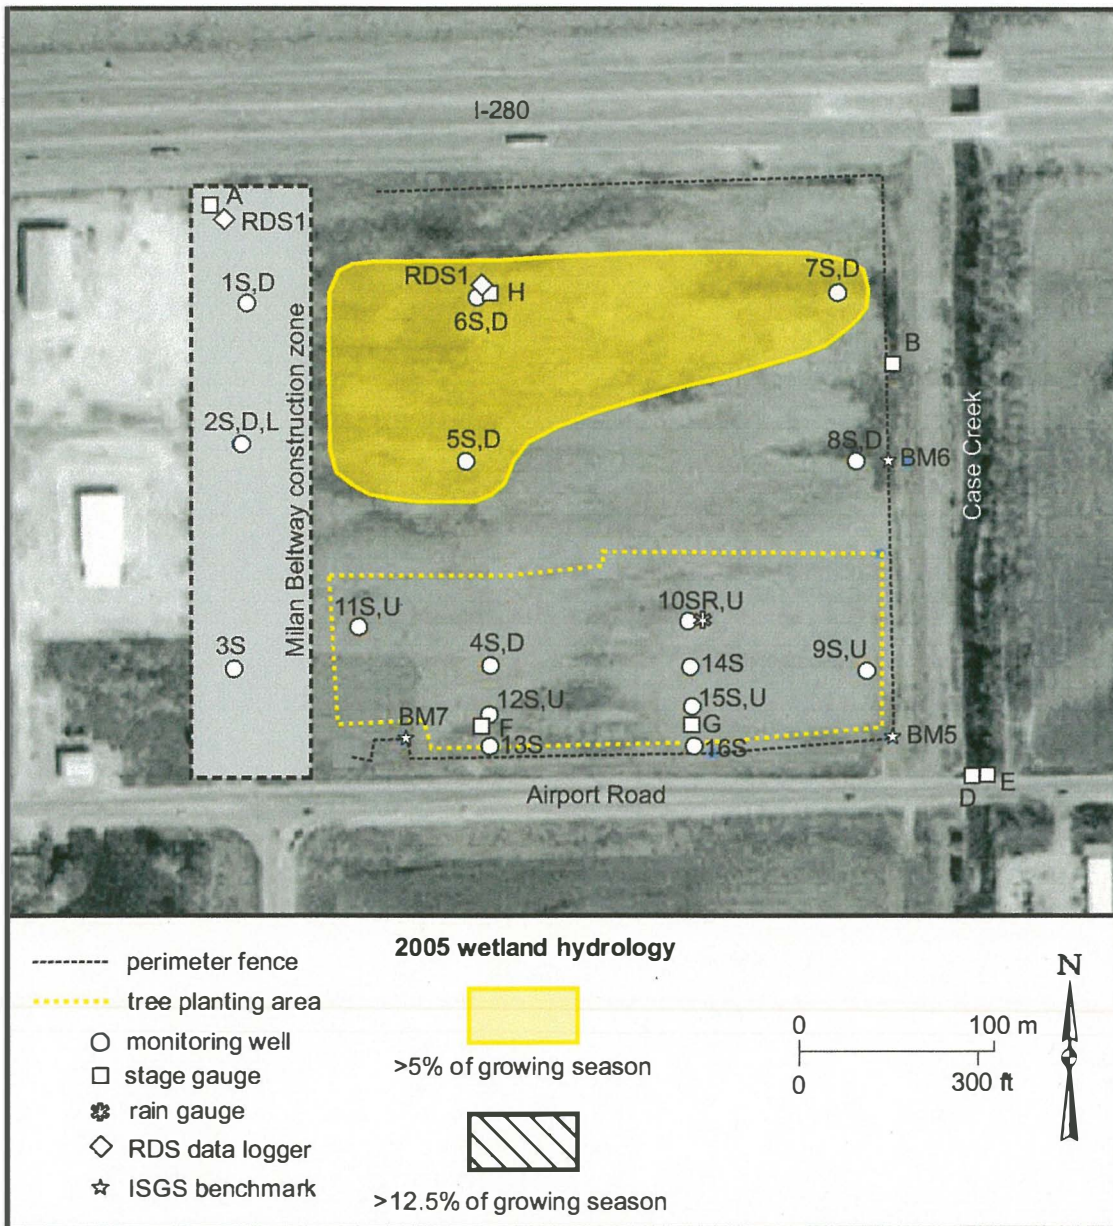 I-280
A
RDS1
1S,D
RDS1
H
6S,D
7S,D
B
2S,D,L
5S,D
8S,D
BM6
Case Creek
Milan Beltway construction zone
11S,U
10SR,U
3S
4S,D
14S
9S,U
12S,U
15S,U
BM7
F
G
13S
16S
BM5
D
E
Airport Road
perimeter fence
tree planting area
monitoring well
stage gauge
rain gauge
RDS data logger
ISGS benchmark
2005 wetland hydrology
>5% of growing season
>12.5% of growing season
0 100 m
0 300 ft
N